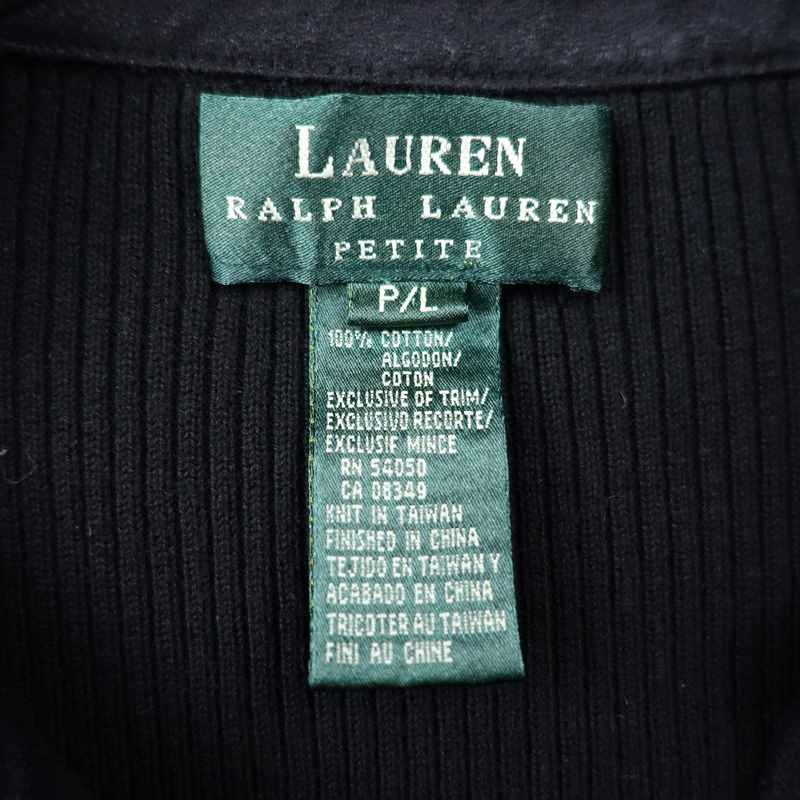 LAUREN
RALPH LAUREN
PETITE
P/L
100% COTTON/
ALGODON/
COTON
EXCLUSIVE OF TRIM/
EXCLUSIVO RECORTE/
EXCLUSIF MINCE
RN 54050
CA 08349
KNIT IN TAIWAN
FINISHED IN CHINA
TEJIDO EN TAIWAN Y
ACABADO EN CHINA
TRICOTER AU TAIWAN
FINI AU CHINE